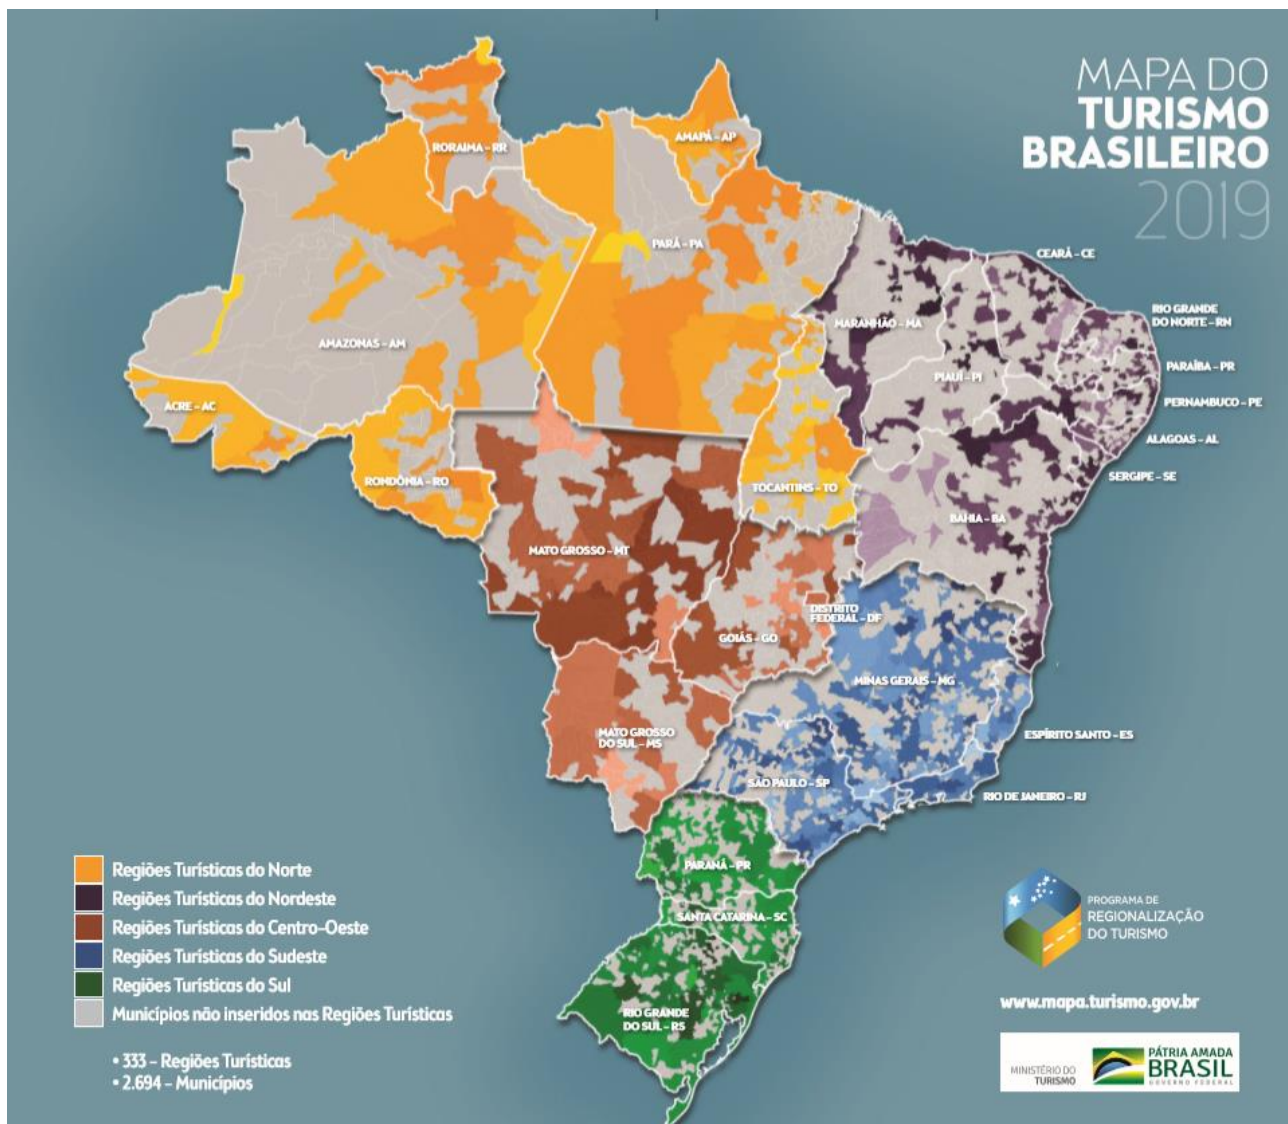 MAPA DO
TURISMO
BRASILEIRO
2019
RORAIMA – RR
AMAPÁ – AP
PARÁ – PA
AMAZONAS – AM
ACRE – AC
RONDÔNIA – RO
TOCANTINS – TO
MARANHÃO – MA
PIAUÍ – PI
CEARÁ – CE
RIO GRANDE
DO NORTE – RN
PARAÍBA – PR
PERNAMBUCO – PE
ALAGOAS – AL
SERGIPE – SE
BAHIA – BA
MATO GROSSO – MT
DISTRITO
FEDERAL – DF
GOIÁS – GO
MINAS GERAIS – MG
MATO GROSSO
DO SUL – MS
ESPÍRITO SANTO – ES
SÃO PAULO – SP
RIO DE JANEIRO – RJ
PARANÁ – PR
SANTA CATARINA – SC
RIO GRANDE
DO SUL – RS
Regiões Turísticas do Norte
Regiões Turísticas do Nordeste
Regiões Turísticas do Centro-Oeste
Regiões Turísticas do Sudeste
Regiões Turísticas do Sul
Municípios não inseridos nas Regiões Turísticas
• 333 – Regiões Turísticas
• 2.694 – Municípios
PROGRAMA DE
REGIONALIZAÇÃO
DO TURISMO
www.mapa.turismo.gov.br
MINISTÉRIO DO
TURISMO
PÁTRIA AMADA
BRASIL
GOVERNO FEDERAL